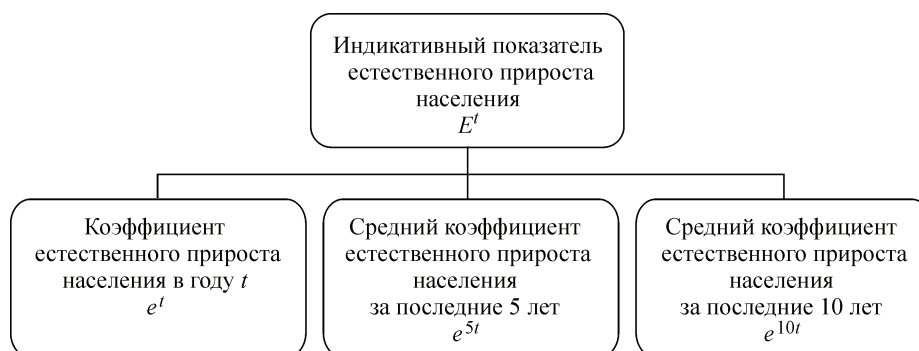 Индикативный показатель
естественного прироста
населения
E^t
Коэффициент
естественного прироста
населения в году t
e^t
Средний коэффициент
естественного прироста
населения
за последние 5 лет
e^{5t}
Средний коэффициент
естественного прироста
населения
за последние 10 лет
e^{10t}